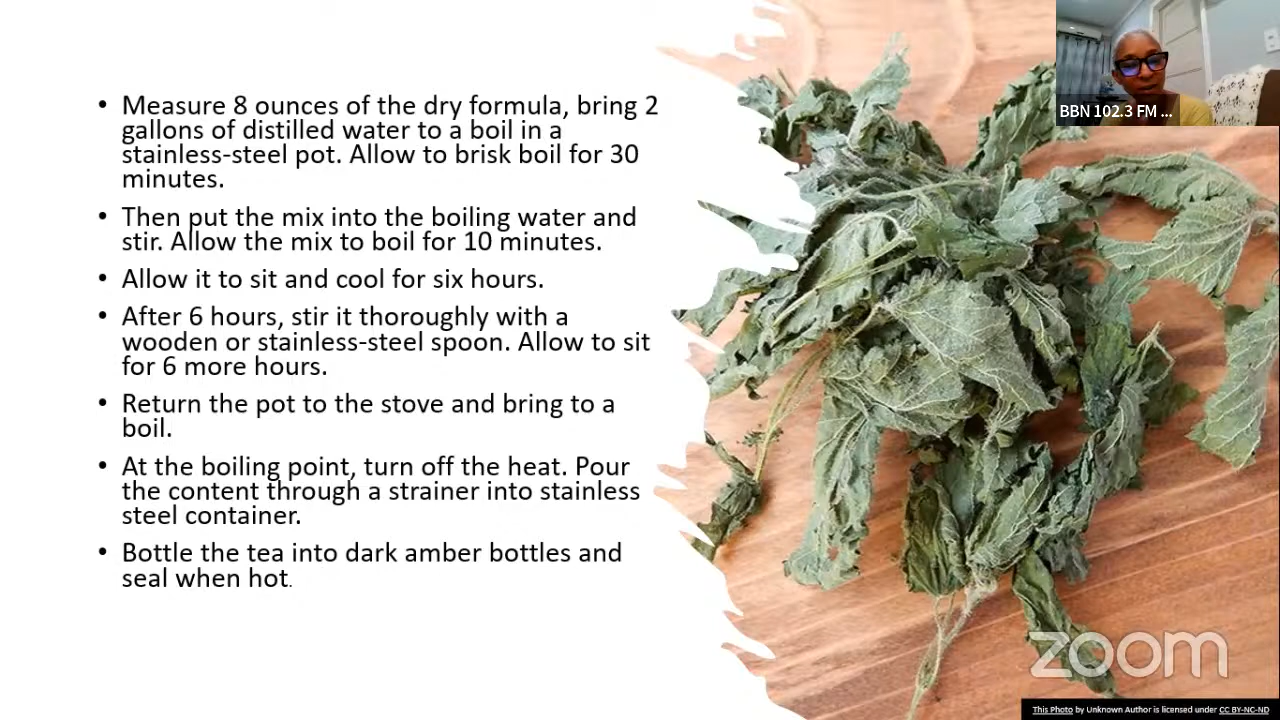 • Measure 8 ounces of the dry formula, bring 2
gallons of distilled water to a boil in a
stainless-steel pot. Allow to brisk boil for 30
minutes.
• Then put the mix into the boiling water and
stir. Allow the mix to boil for 10 minutes.
• Allow it to sit and cool for six hours.
• After 6 hours, stir it thoroughly with a
wooden or stainless-steel spoon. Allow to sit
for 6 more hours.
• Return the pot to the stove and bring to a
boil.
• At the boiling point, turn off the heat. Pour
the content through a strainer into stainless
steel container.
• Bottle the tea into dark amber bottles and
seal when hot.
BBN 102.3 FM ...
zoom
This Photo by Unknown Author is licensed under CC BY-NC-ND